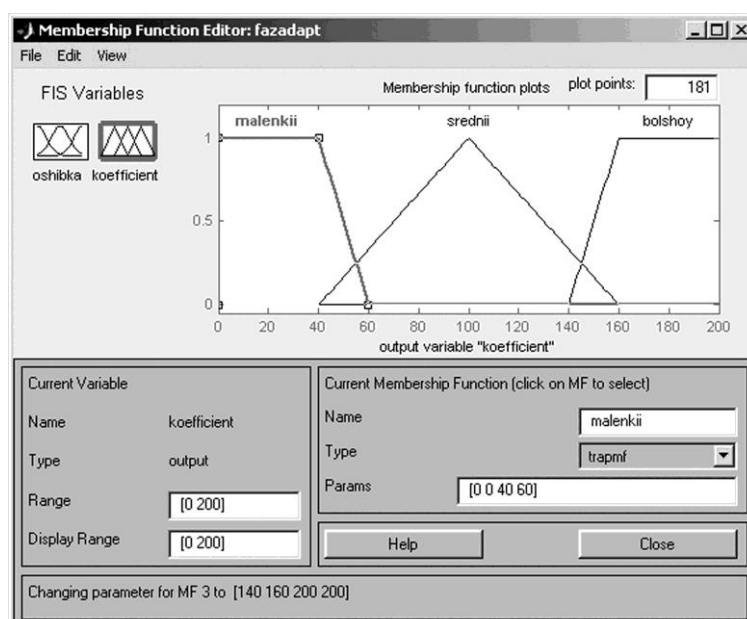 Membership Function Editor: fazadapt
File Edit View
FIS Variables
Membership function plots plot points: 181
oshibka koefficient
malenkii srednii bolshoy
1
0.5
0
0 20 40 60 80 100 120 140 160 180 200
output variable "koefficient"
Current Variable
Name koefficient
Type output
Range [0 200]
Display Range [0 200]
Current Membership Function (click on MF to select)
Name malenkii
Type trapmf
Params [0 0 40 60]
Help Close
Changing parameter for MF 3 to [140 160 200 200]